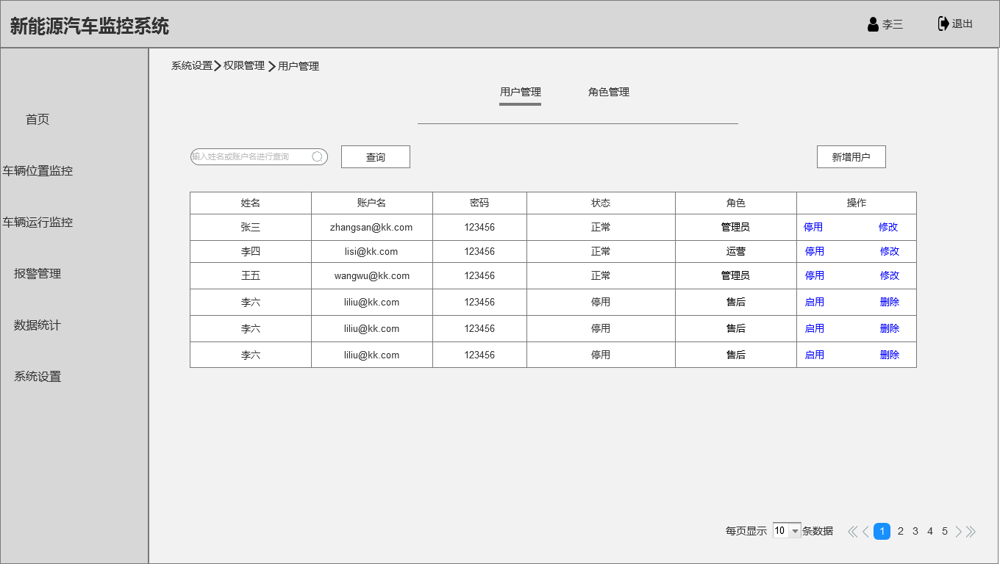 新能源汽车监控系统
李三 退出
系统设置 权限管理 用户管理
用户管理 角色管理
首页
车辆位置监控
车辆运行监控
报警管理
数据统计
系统设置
输入姓名或账户名进行查询 查询 新增用户
姓名 账户名 密码 状态 角色 操作
张三 zhangsan@kk.com 123456 正常 管理员 停用 修改
李四 lisi@kk.com 123456 正常 运营 停用 修改
王五 wangwu@kk.com 123456 正常 管理员 停用 修改
李六 liliu@kk.com 123456 停用 售后 启用 删除
李六 liliu@kk.com 123456 停用 售后 启用 删除
李六 liliu@kk.com 123456 停用 售后 启用 删除
每页显示 10 条数据 1 2 3 4 5